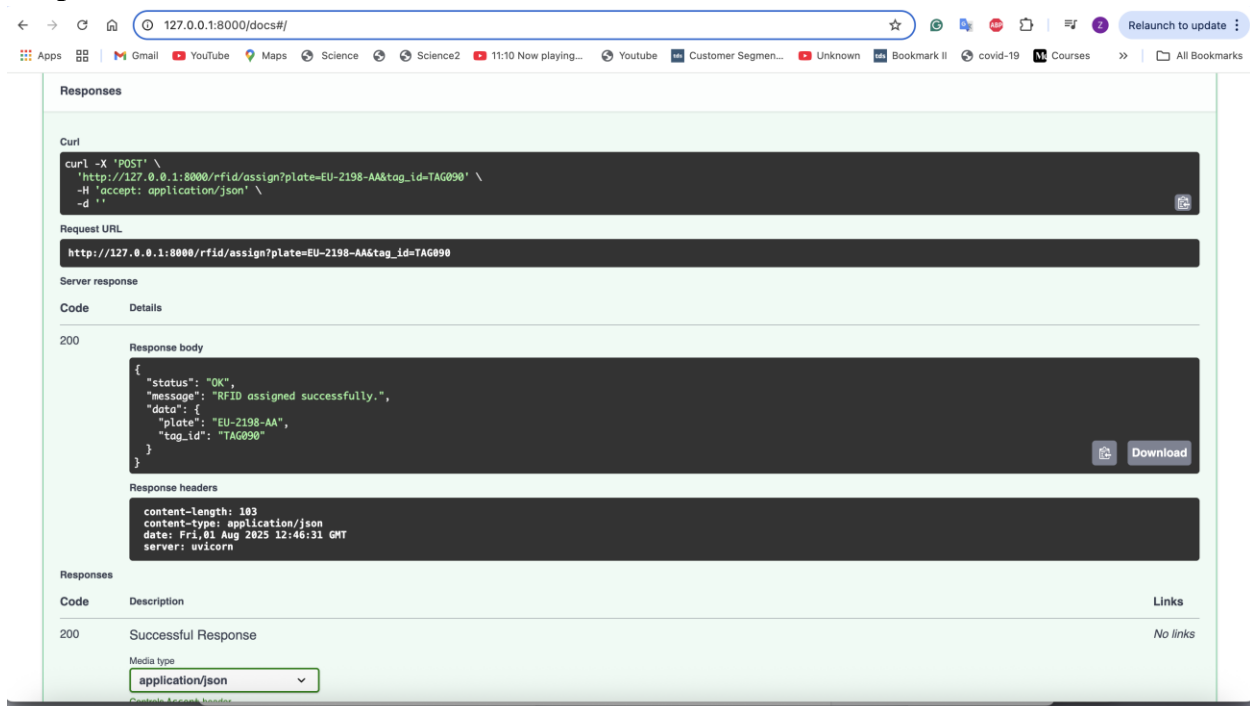 127.0.0.1:8000/docs#/
Z
Relaunch to update
Apps
Gmail
YouTube
Maps
Science
Science2
11:10 Now playing...
Youtube
tds
Customer Segmen...
Unknown
tds
Bookmark II
covid-19
Courses
»
All Bookmarks
Responses
Curl
curl -X 'POST' \
'http://127.0.0.1:8000/rfid/assign?plate=EU-2198-AA&tag_id=TAG090' \
-H 'accept: application/json' \
-d ''
Request URL
http://127.0.0.1:8000/rfid/assign?plate=EU-2198-AA&tag_id=TAG090
Server response
Code Details
200
Response body
{
"status": "OK",
"message": "RFID assigned successfully.",
"data": {
"plate": "EU-2198-AA",
"tag_id": "TAG090"
}
}
Download
Response headers
content-length: 103
content-type: application/json
date: Fri,01 Aug 2025 12:46:31 GMT
server: uvicorn
Responses
Code Description Links
200 Successful Response No links
Media type
application/json
Controls Accept header